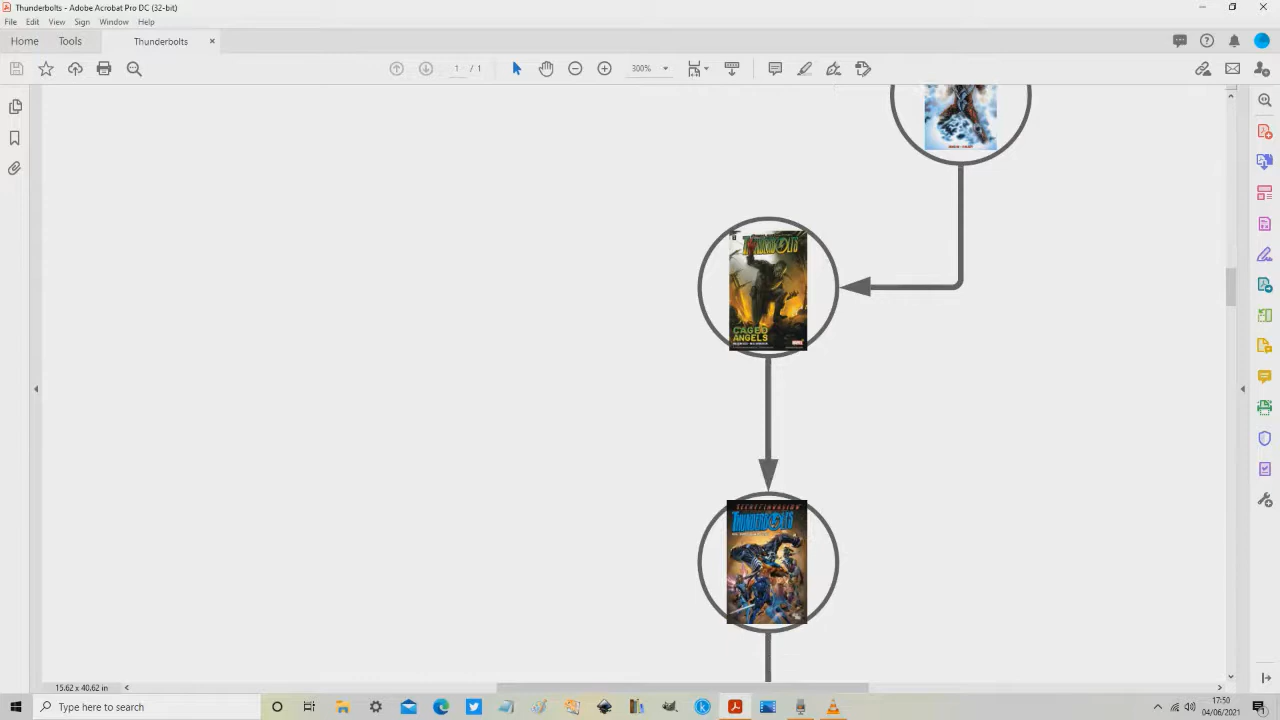 Thunderbolts - Adobe Acrobat Pro DC (32-bit)
File Edit View Sign Window Help
Home Tools Thunderbolts
1 / 1 300%
THUNDERBOLTS
CAGED
ANGELS
MARVEL
SECRET INVASION
THUNDERBOLTS
15.62 x 40.62 in
Type here to search
17:50
04/06/2021